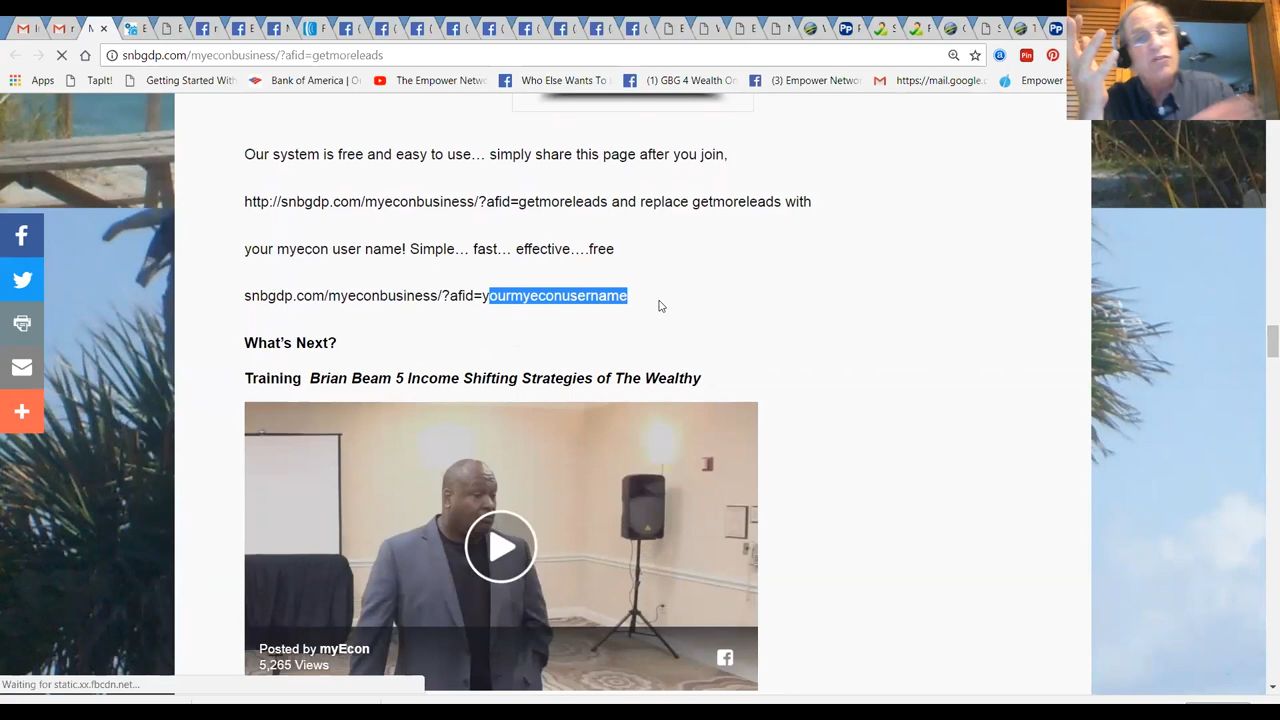 snbgdp.com/myeconbusiness/?afid=getmoreleads
Apps
TapIt!
Getting Started With
Bank of America | O
The Empower Netw
Who Else Wants To
(1) GBG 4 Wealth On
(3) Empower Netwo
https://mail.google.c
Empower
Our system is free and easy to use… simply share this page after you join,
http://snbgdp.com/myeconbusiness/?afid=getmoreleads and replace getmoreleads with
your myecon user name! Simple… fast… effective….free
snbgdp.com/myeconbusiness/?afid=yourmyeconusername
What's Next?
Training Brian Beam 5 Income Shifting Strategies of The Wealthy
Posted by myEcon
5,265 Views
Waiting for static.xx.fbcdn.net...